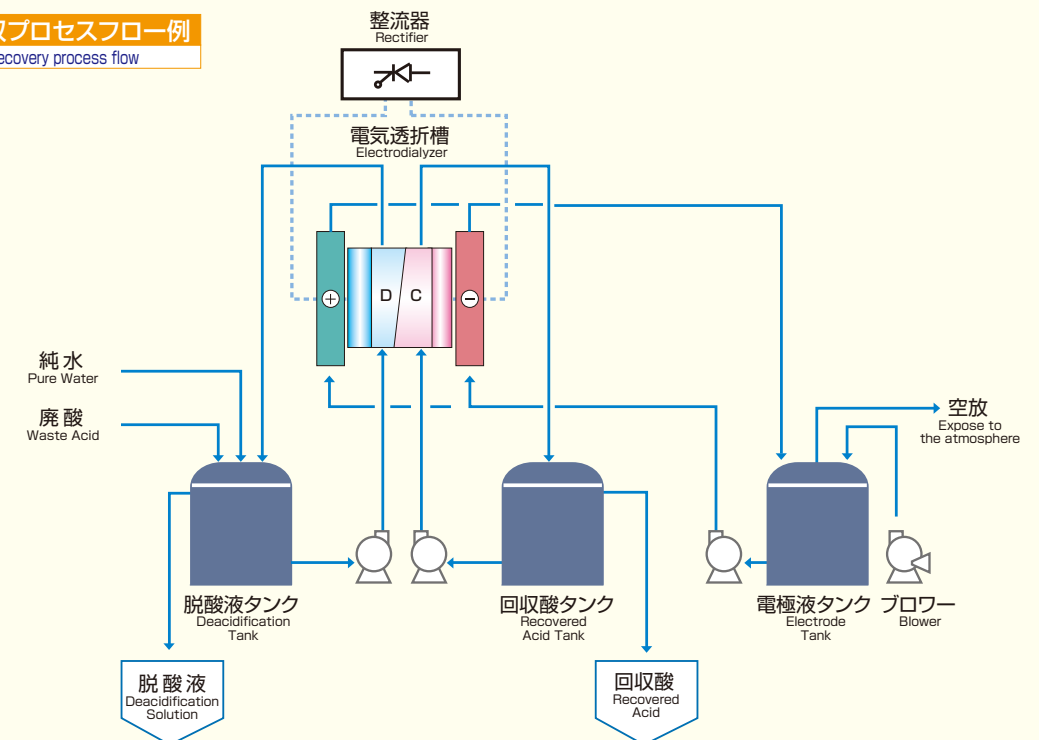 収プロセスフロー例
ecovery process flow
整流器
Rectifier
電気透折槽
Electrodialyzer
+
D
C
−
純水
Pure Water
廃酸
Waste Acid
空放
Expose to
the atmosphere
脱酸液タンク
Deacidification
Tank
回収酸タンク
Recovered
Acid Tank
電極液タンク
Electrode
Tank
ブロワー
Blower
脱酸液
Deacidification
Solution
回収酸
Recovered
Acid